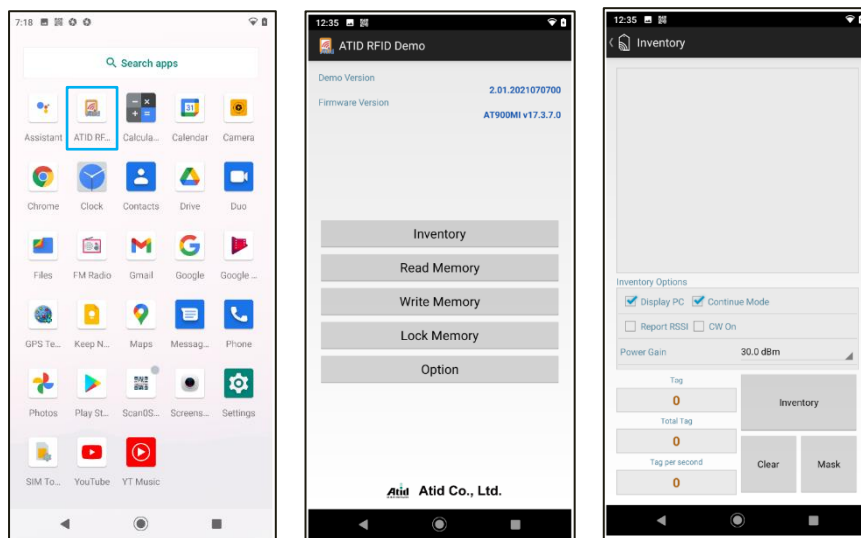 7:18
Search apps
Assistant ATID RF... Calcula... Calendar Camera
Chrome Clock Contacts Drive Duo
Files FM Radio Gmail Google Google ...
GPS Te... Keep N... Maps Messag... Phone
Photos Play St... Scan0S... Screens... Settings
SIM To... YouTube YT Music
12:35
ATID RFID Demo
Demo Version
2.01.2021070700
Firmware Version
AT900MI v17.3.7.0
Inventory
Read Memory
Write Memory
Lock Memory
Option
Atid Atid Co., Ltd.
12:35
Inventory
Inventory Options
Display PC Continue Mode
Report RSSI CW On
Power Gain 30.0 dBm
Tag
0
Inventory
Total Tag
0
Tag per second
0
Clear Mask